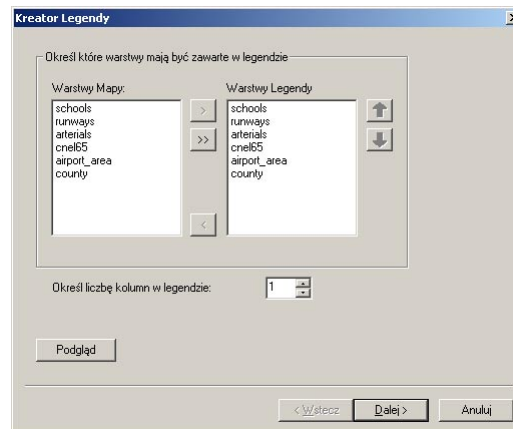 Kreator Legendy
Określ które warstwy mają być zawarte w legendzie
Warstwy Mapy:
schools
runways
arterials
cnel65
airport_area
county
>
>>
<
Warstwy Legendy
schools
runways
arterials
cnel65
airport_area
county
Określ liczbę kolumn w legendzie:
1
Podgląd
< Wstecz
Dalej >
Anuluj